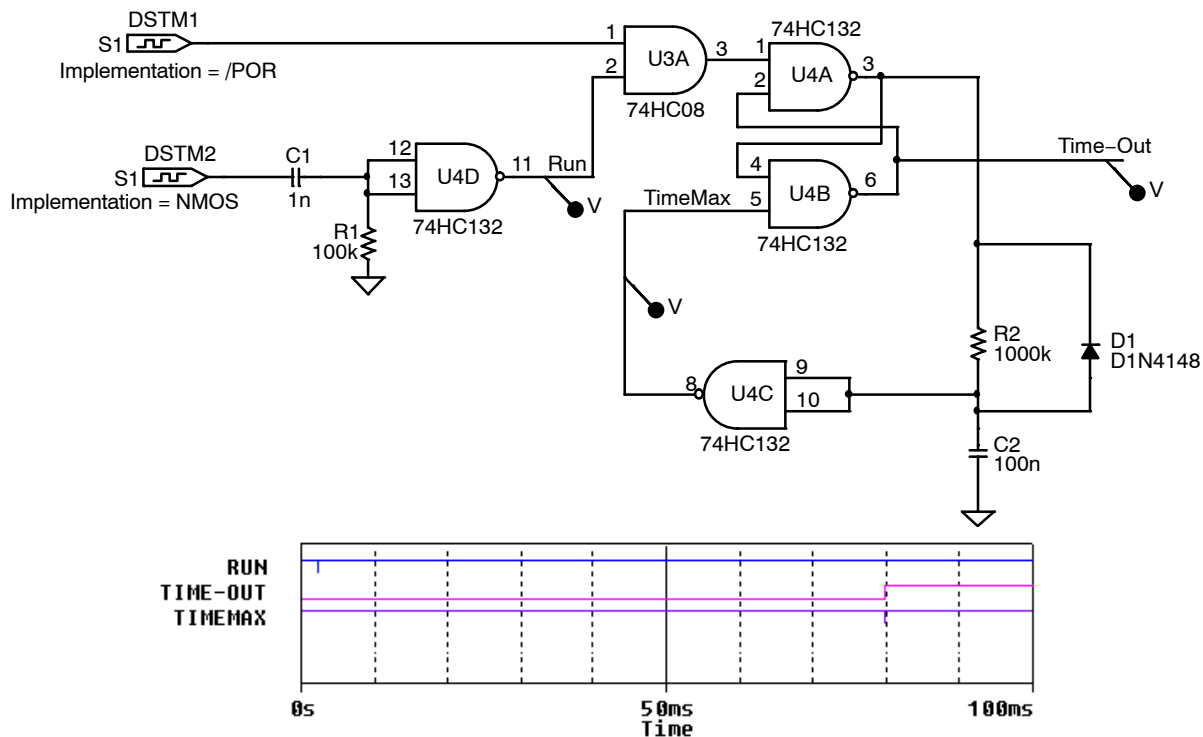 DSTM1
S1
Implementation = /POR
1
2
U3A
3
74HC08
74HC132
1
2
U4A
3
DSTM2
S1
Implementation = NMOS
C1
1n
12
13
U4D
11
Run
V
74HC132
R1
100k
Time-Out
V
4
5
U4B
6
TimeMax
74HC132
V
R2
1000k
D1
D1N4148
8
U4C
9
10
74HC132
C2
100n
RUN
TIME-OUT
TIMEMAX
0s
50ms
100ms
Time